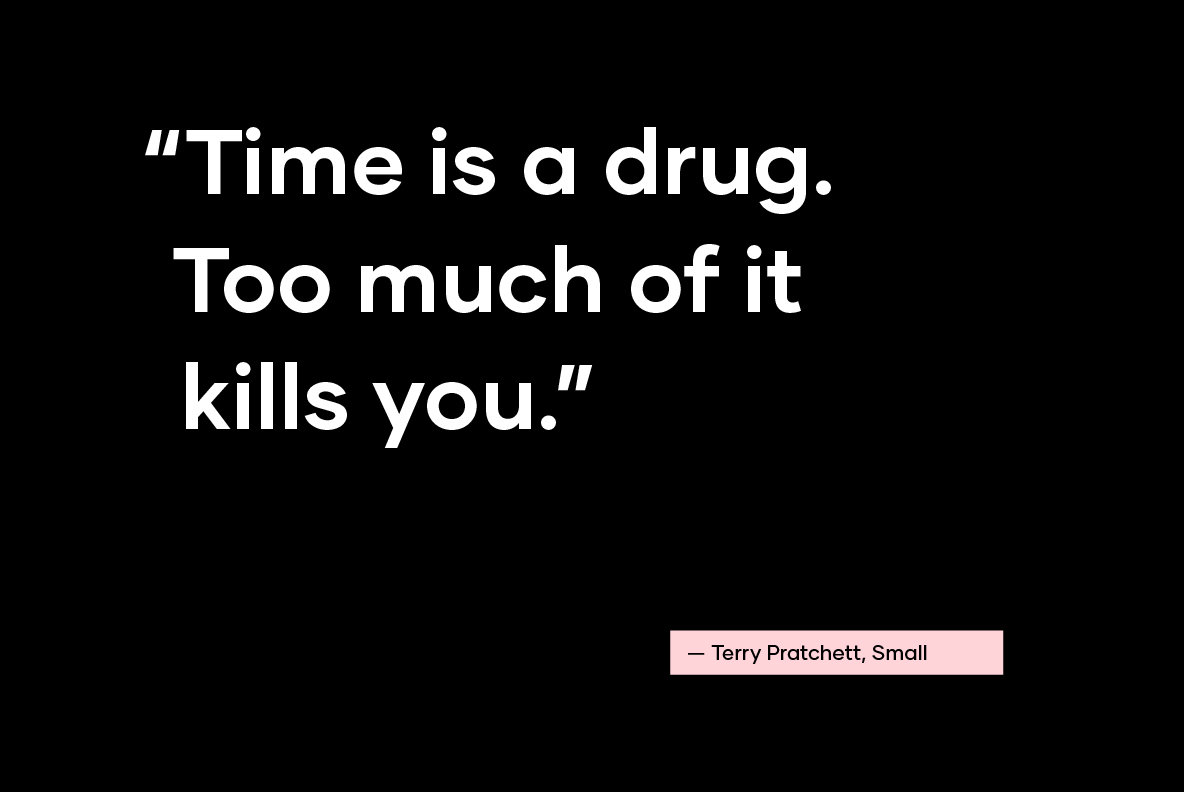 “Time is a drug.
Too much of it
kills you.”
— Terry Pratchett, Small